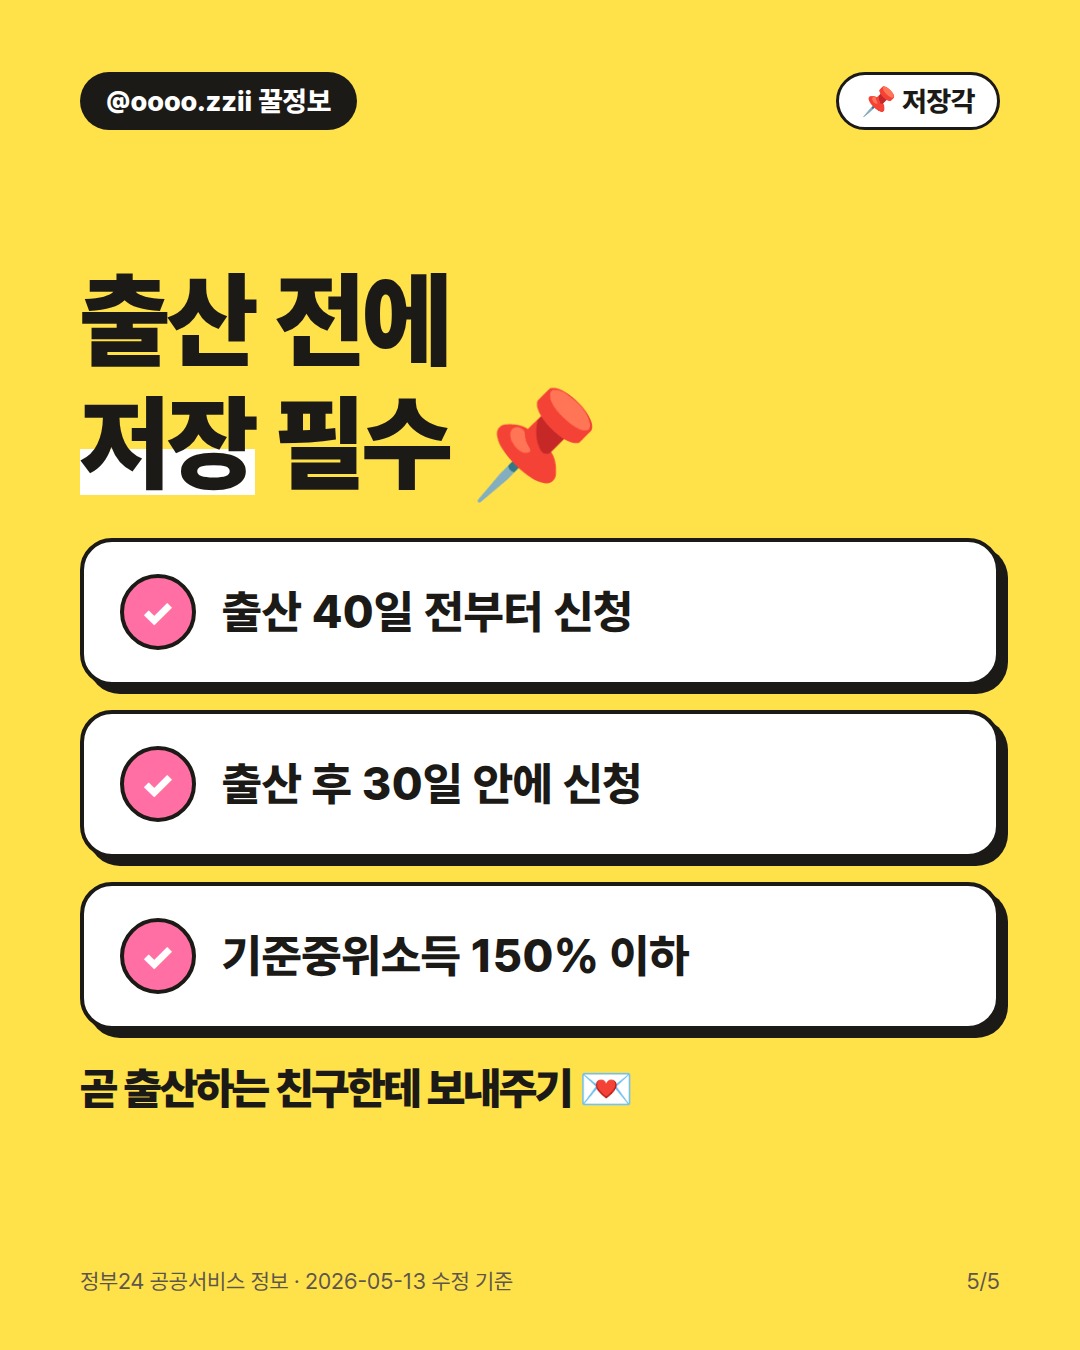 @oooo.zzii 꿀정보
📌 저장각
출산 전에
저장 필수 📌
출산 40일 전부터 신청
출산 후 30일 안에 신청
기준중위소득 150% 이하
곧 출산하는 친구한테 보내주기 💌
정부24 공공서비스 정보 · 2026-05-13 수정 기준
5/5